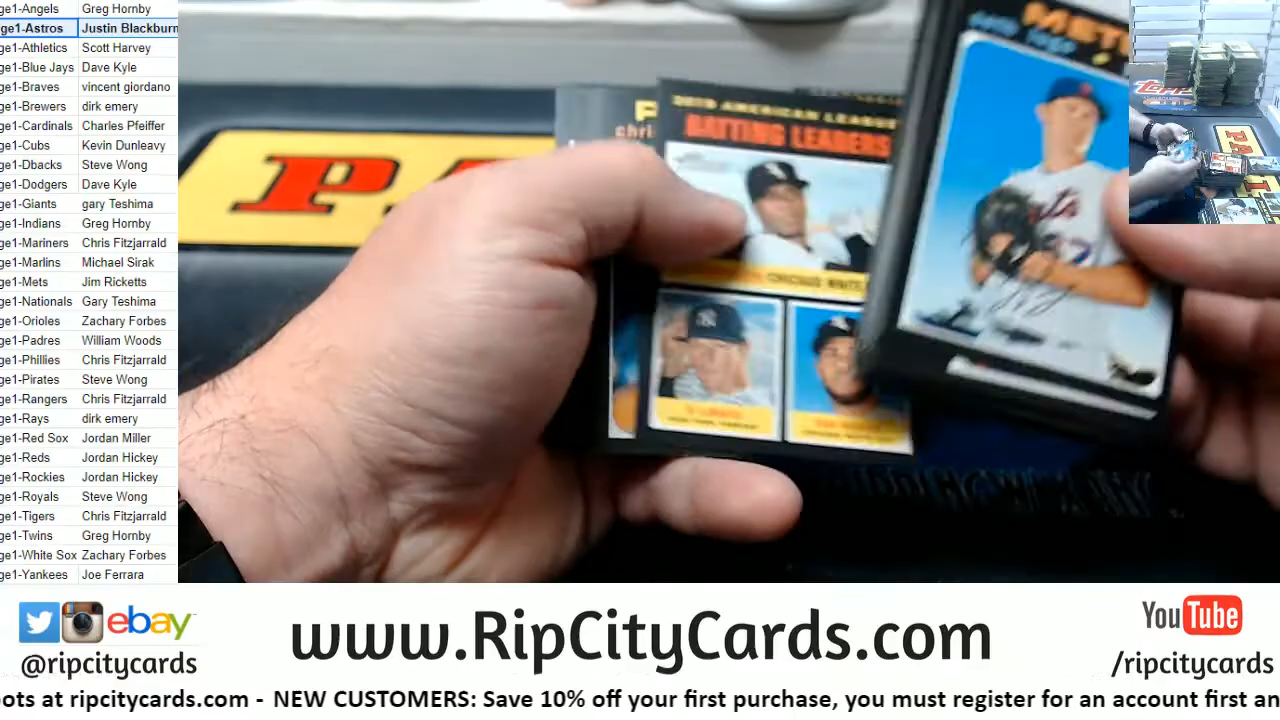 ge1-Angels Greg Hornby
ge1-Astros Justin Blackburn
ge1-Athletics Scott Harvey
ge1-Blue Jays Dave Kyle
ge1-Braves vincent giordano
ge1-Brewers dirk emery
ge1-Cardinals Charles Pfeiffer
ge1-Cubs Kevin Dunleavy
ge1-Dbacks Steve Wong
ge1-Dodgers Dave Kyle
ge1-Giants gary Teshima
ge1-Indians Greg Hornby
ge1-Mariners Chris Fitzjarrald
ge1-Marlins Michael Sirak
ge1-Mets Jim Ricketts
ge1-Nationals Gary Teshima
ge1-Orioles Zachary Forbes
ge1-Padres William Woods
ge1-Phillies Chris Fitzjarrald
ge1-Pirates Steve Wong
ge1-Rangers Chris Fitzjarrald
ge1-Rays dirk emery
ge1-Red Sox Jordan Miller
ge1-Reds Jordan Hickey
ge1-Rockies Jordan Hickey
ge1-Royals Steve Wong
ge1-Tigers Chris Fitzjarrald
ge1-Twins Greg Hornby
ge1-White Sox Zachary Forbes
ge1-Yankees Joe Ferrara
PA
P
chris
2019 AMERICAN LEAGUE
BATTING LEADERS
CHICAGO WHITE
METS
Topps
PA
ebay
@ripcitycards
www.RipCityCards.com
YouTube
/ripcitycards
ots at ripcitycards.com - NEW CUSTOMERS: Save 10% off your first purchase, you must register for an account first an